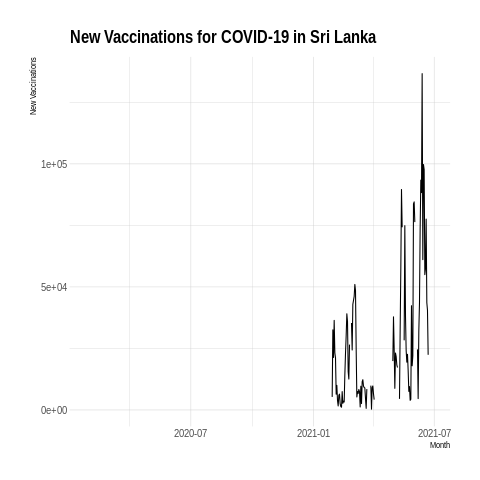 New Vaccinations for COVID-19 in Sri Lanka
New Vaccinations
1e+05
5e+04
0e+00
2020-07
2021-01
2021-07
Month